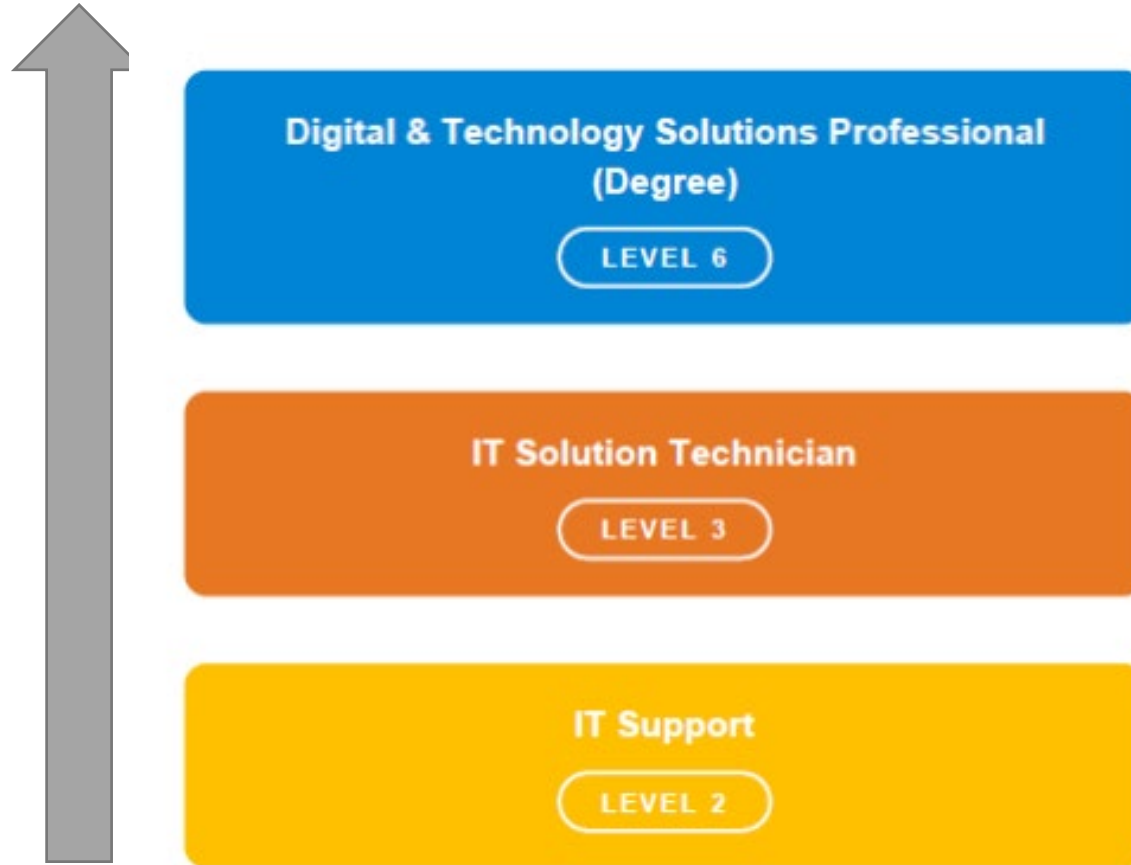 Digital & Technology Solutions Professional
(Degree)
LEVEL 6
IT Solution Technician
LEVEL 3
IT Support
LEVEL 2